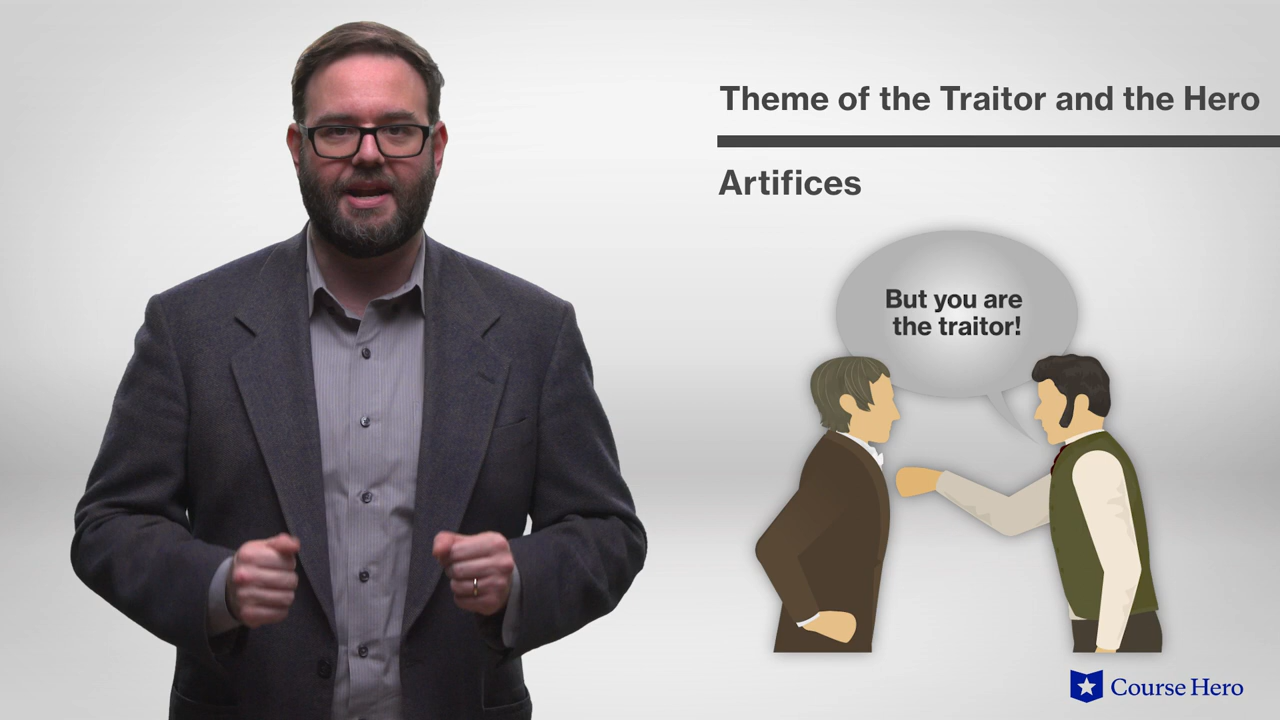 Theme of the Traitor and the Hero
Artifices
But you are
the traitor!
Course Hero